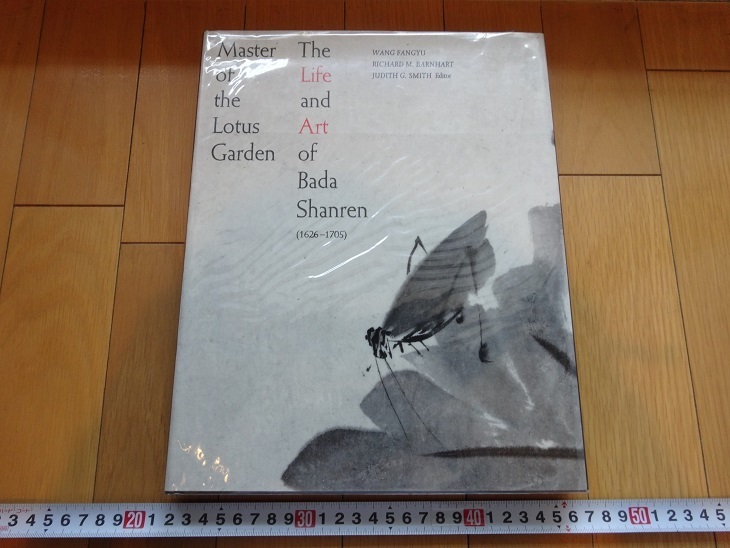 Master
of
the
Lotus
Garden
The
Life
and
Art
of
Bada
Shanren
(1626–1705)
WANG FANGYU
RICHARD M. BARNHART
JUDITH G. SMITH Editor
3 4 5 6 7 8 9 20 1 2 3 4 5 6 7 8 9 30 1 2 3 4 5 6 7 8 9 40 1 2 3 4 5 6 7 8 9 50 1 2 3 4 5